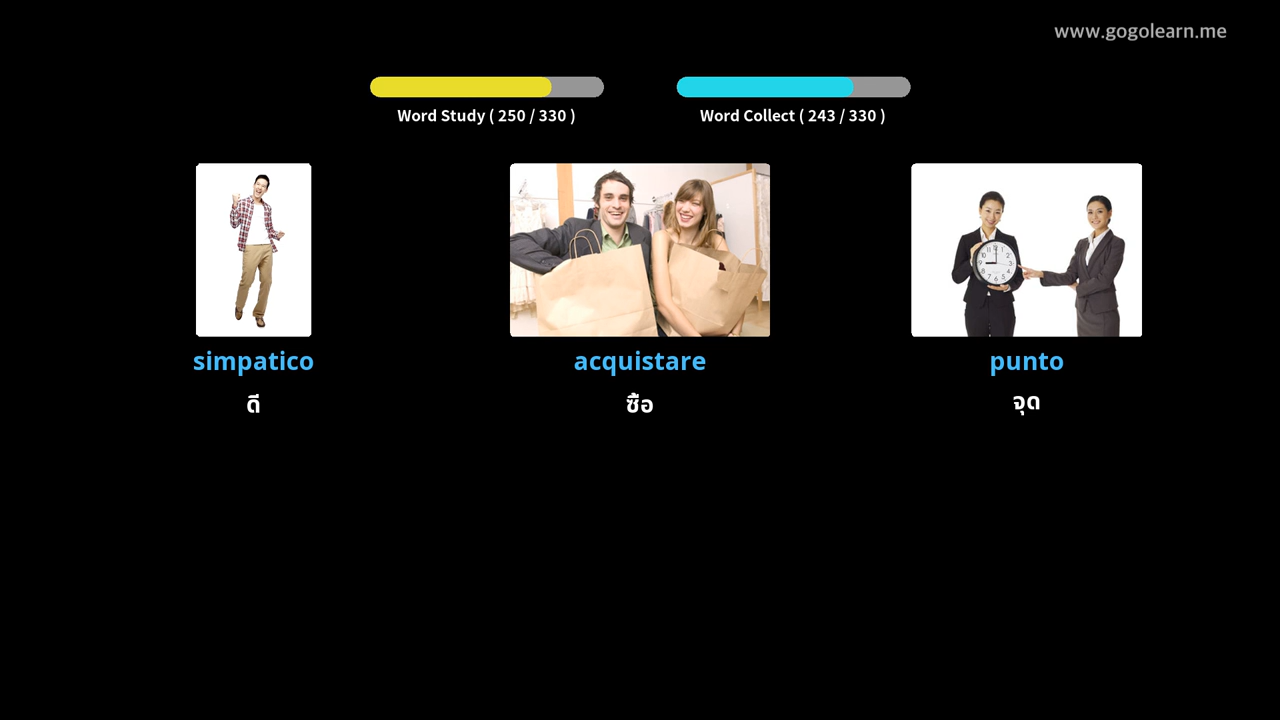 www.gogolearn.me
Word Study ( 250 / 330 )
Word Collect ( 243 / 330 )
simpatico
ดี
acquistare
ซื้อ
punto
จุด